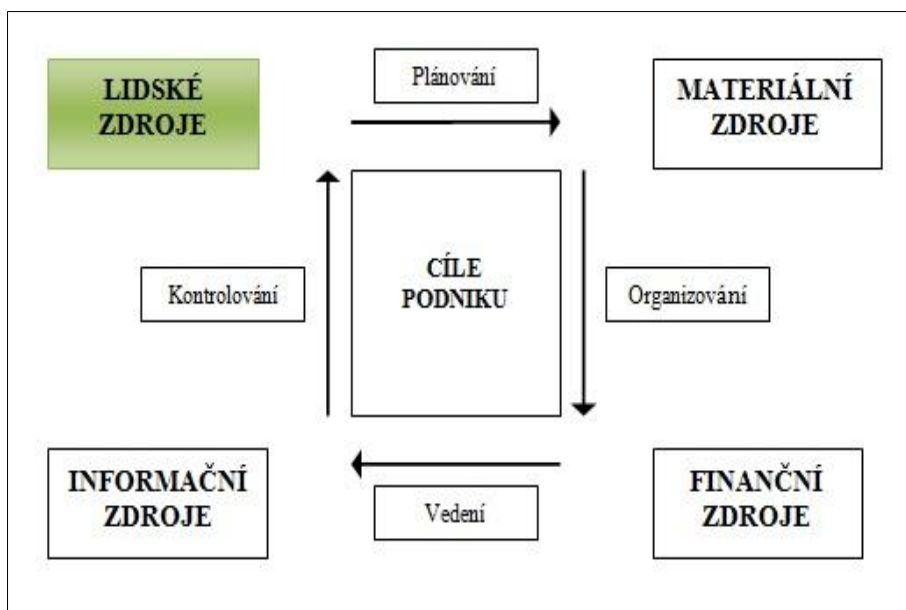 LIDSKÉ
ZDROJE
Plánování
MATERIÁLNÍ
ZDROJE
Kontrolování
CÍLE
PODNIKU
Organizování
INFORMAČNÍ
ZDROJE
Vedení
FINANČNÍ
ZDROJE